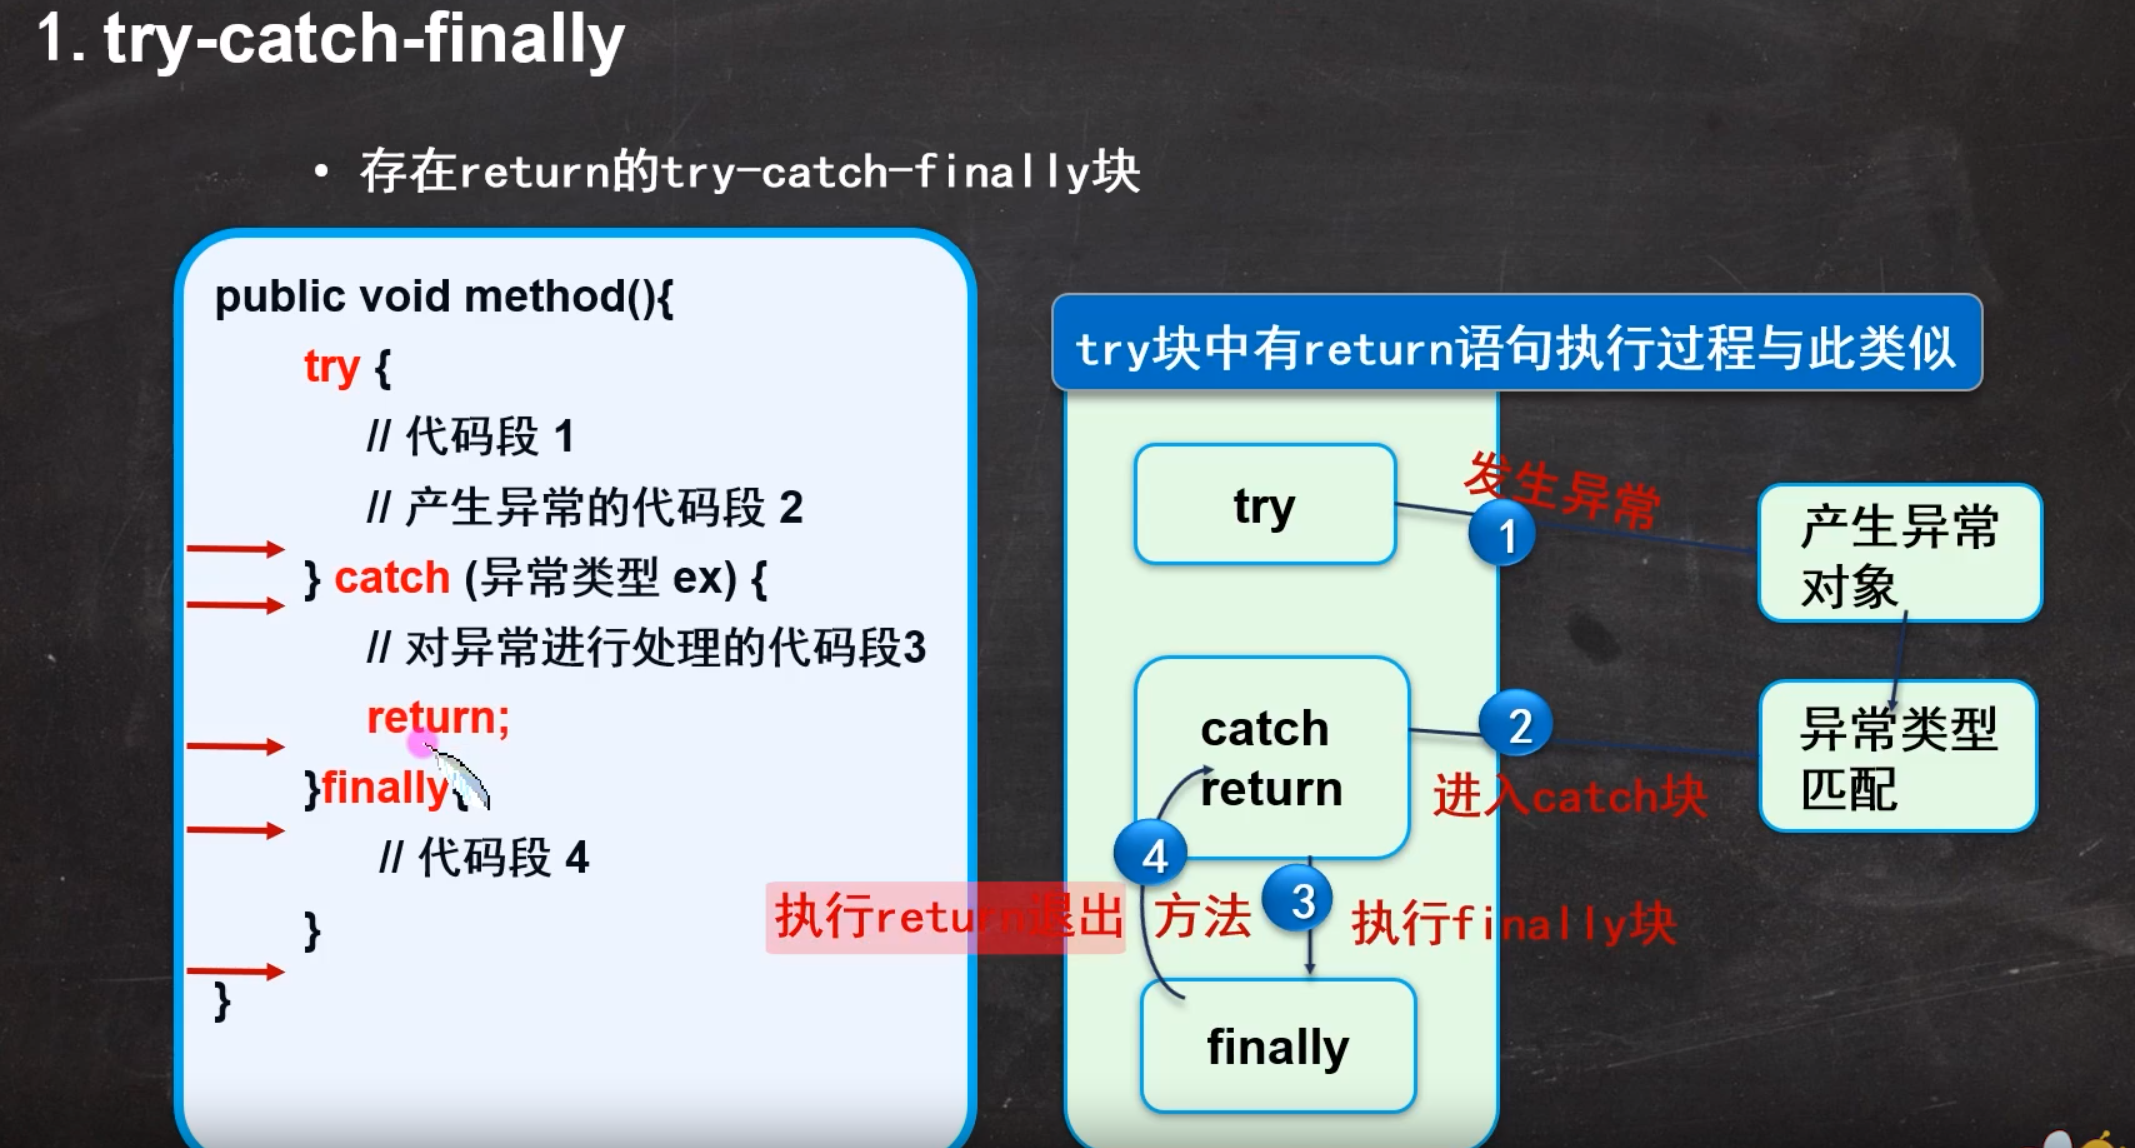 1. try-catch-finally
• 存在return的try-catch-finally块
public void method(){
try {
// 代码段 1
// 产生异常的代码段 2
} catch (异常类型 ex) {
// 对异常进行处理的代码段3
return;
}finally{
// 代码段 4
}
}
try块中有return语句执行过程与此类似
try
发生异常
1
产生异常
对象
catch
return
2
异常类型
匹配
进入catch块
4
执行return退出方法
3
执行finally块
finally